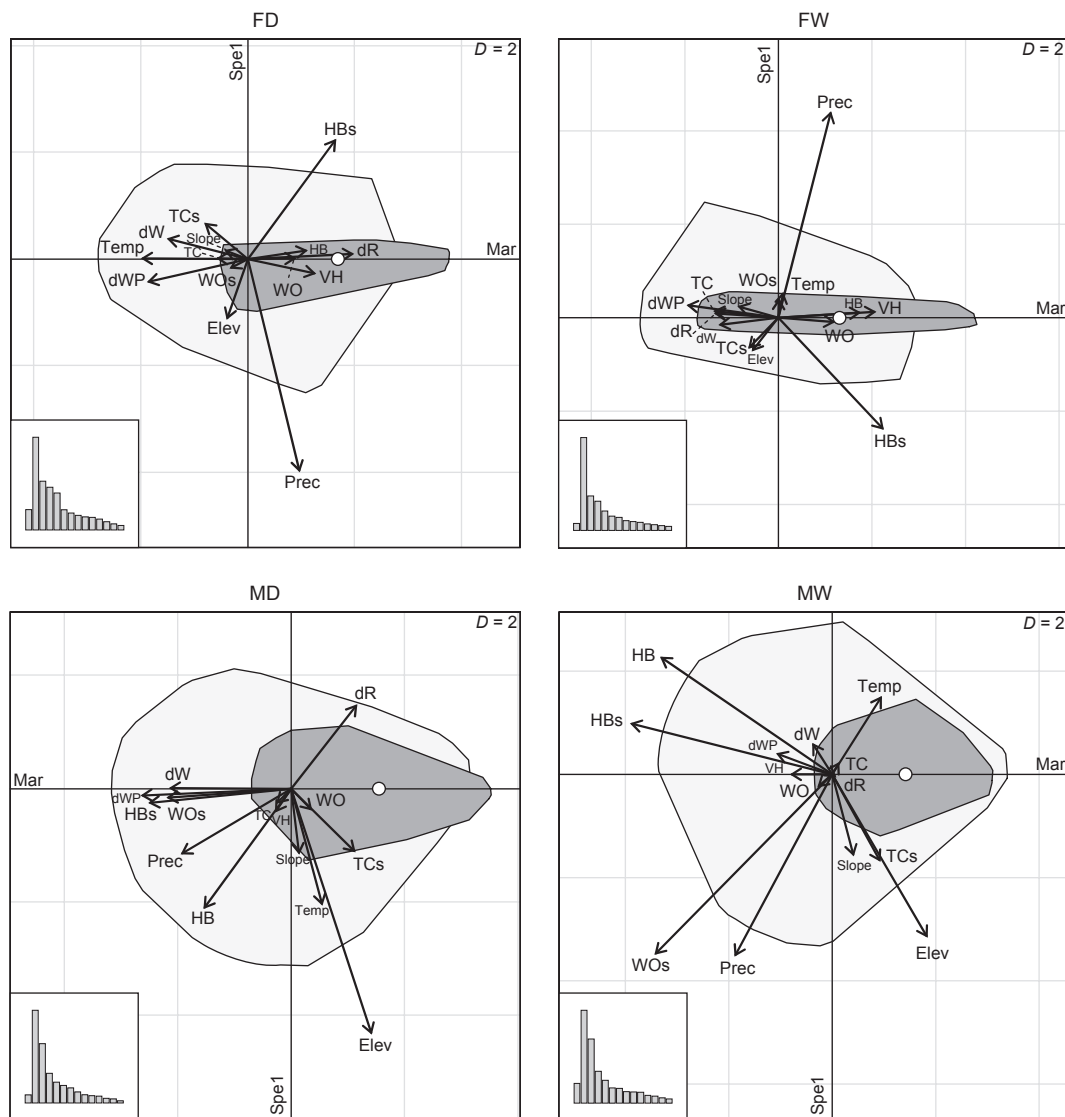 FD
Spe1
D = 2
HBs
TCs
dW
Slope
Temp
TC
HB
dR
Mar
dWP
WOs
WO
VH
Elev
Prec
FW
Spe1
D = 2
Prec
WOs
Temp
TC
dWP
Slope
HB
VH
Mar
dR
dW
WO
TCs
Elev
HBs
MD
D = 2
dR
Mar
dW
dWP
HBs
WOs
WO
TC
VH
Prec
Slope
TCs
HB
Temp
Elev
Spe1
MW
D = 2
HB
Temp
HBs
dW
dWP
TC
Mar
VH
WO
dR
Slope
TCs
WOs
Prec
Elev
Spe1